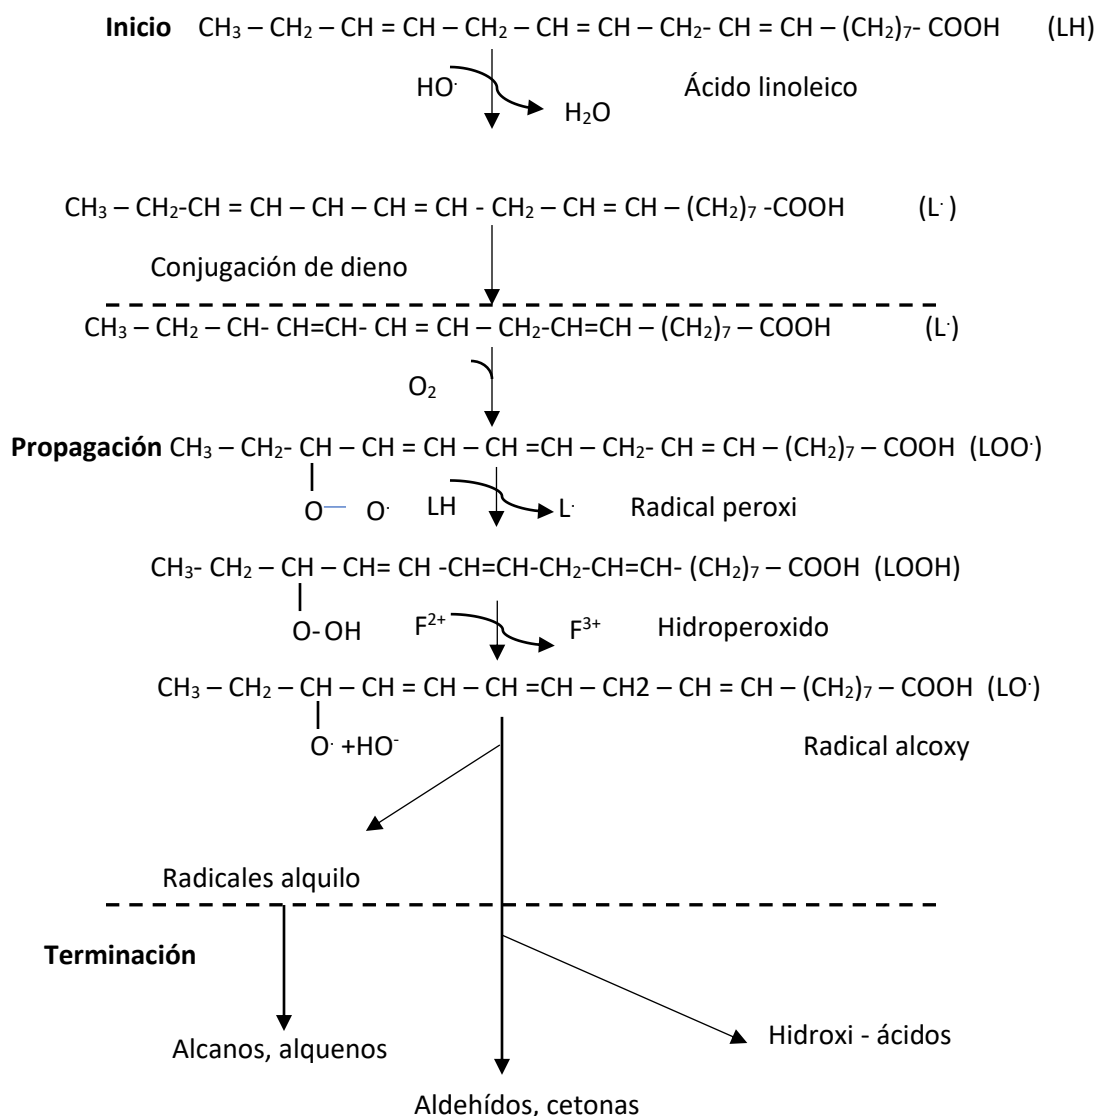 Inicio CH₃ – CH₂ – CH = CH – CH₂ – CH = CH – CH₂- CH = CH – (CH₂)₇- COOH (LH)
HO· Ácido linoleico
H₂O
CH₃ – CH₂-CH = CH – CH – CH = CH - CH₂ – CH = CH – (CH₂)₇ -COOH (L· )
Conjugación de dieno
CH₃ – CH₂ – CH- CH=CH- CH = CH – CH₂-CH=CH – (CH₂)₇ – COOH (L·)
O₂
Propagación CH₃ – CH₂- CH – CH = CH – CH =CH – CH₂- CH = CH – (CH₂)₇ – COOH (LOO·)
O— O· LH L· Radical peroxi
CH₃- CH₂ – CH – CH= CH -CH=CH-CH₂-CH=CH- (CH₂)₇ – COOH (LOOH)
O- OH F²⁺ F³⁺ Hidroperoxido
CH₃ – CH₂ – CH – CH = CH – CH =CH – CH2 – CH = CH – (CH₂)₇ – COOH (LO·)
O· +HO⁻ Radical alcoxy
Radicales alquilo
Terminación
Hidroxi - ácidos
Alcanos, alquenos
Aldehídos, cetonas